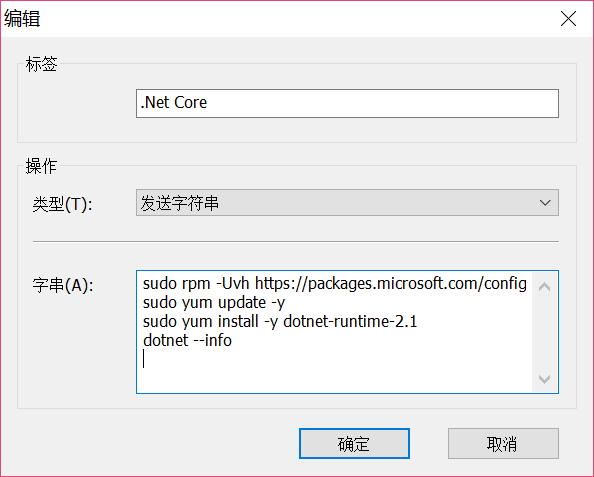 编辑
标签
.Net Core
操作
类型(T):
发送字符串
字串(A):
sudo rpm -Uvh https://packages.microsoft.com/config
sudo yum update -y
sudo yum install -y dotnet-runtime-2.1
dotnet --info
确定
取消